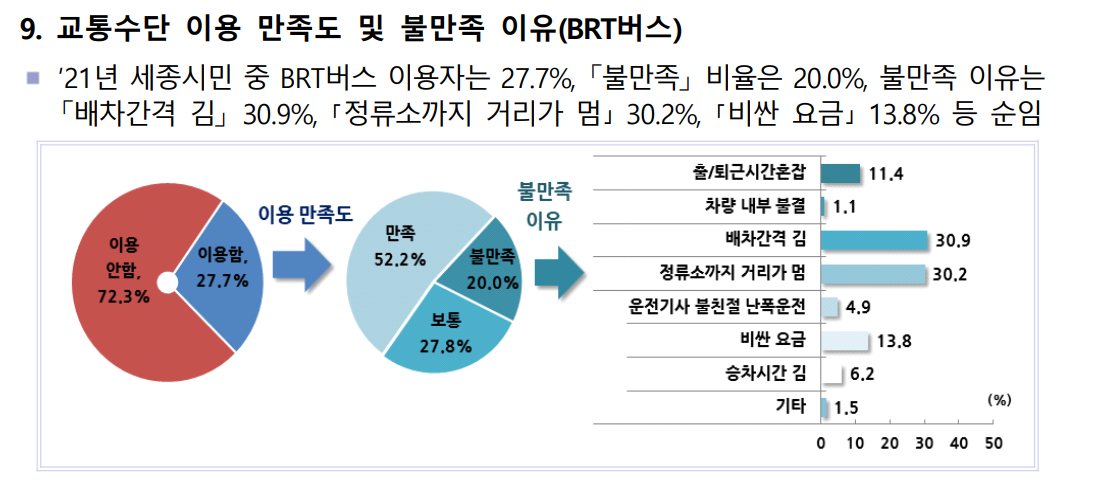 9. 교통수단 이용 만족도 및 불만족 이유(BRT버스)
'21년 세종시민 중 BRT버스 이용자는 27.7%,「불만족」비율은 20.0%, 불만족 이유는
「배차간격 김」30.9%,「정류소까지 거리가 멈」30.2%,「비싼 요금」13.8% 등 순임
이용
안함,
72.3%
이용함,
27.7%
이용 만족도
만족
52.2%
불만족
20.0%
보통
27.8%
불만족
이유
출/퇴근시간혼잡 11.4
차량 내부 불결 1.1
배차간격 김 30.9
정류소까지 거리가 멈 30.2
운전기사 불친절 난폭운전 4.9
비싼 요금 13.8
승차시간 김 6.2
기타 1.5
(%)
0 10 20 30 40 50